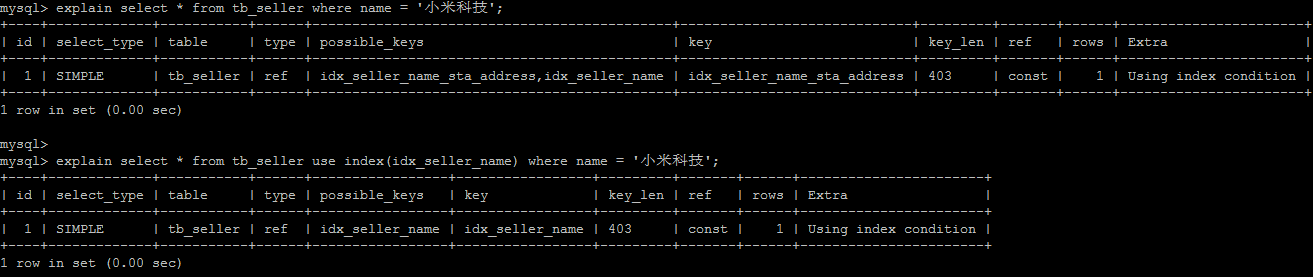 mysql> explain select * from tb_seller where name = '小米科技';
+----+-------------+-----------+------+------------------------------------------+-----------------------------+---------+-------+------+-----------------------+
| id | select_type | table     | type | possible_keys                            | key                         | key_len | ref   | rows | Extra                 |
+----+-------------+-----------+------+------------------------------------------+-----------------------------+---------+-------+------+-----------------------+
| 1 | SIMPLE      | tb_seller | ref  | idx_seller_name_sta_address,idx_seller_name | idx_seller_name_sta_address | 403     | const | 1 | Using index condition |
+----+-------------+-----------+------+------------------------------------------+-----------------------------+---------+-------+------+-----------------------+
1 row in set (0.00 sec)
mysql>
mysql> explain select * from tb_seller use index(idx_seller_name) where name = '小米科技';
+----+-------------+-----------+------+-----------------+-----------------+---------+-------+------+-----------------------+
| id | select_type | table     | type | possible_keys   | key             | key_len | ref   | rows | Extra                 |
+----+-------------+-----------+------+-----------------+-----------------+---------+-------+------+-----------------------+
| 1 | SIMPLE      | tb_seller | ref  | idx_seller_name | idx_seller_name | 403     | const | 1 | Using index condition |
+----+-------------+-----------+------+-----------------+-----------------+---------+-------+------+-----------------------+
1 row in set (0.00 sec)